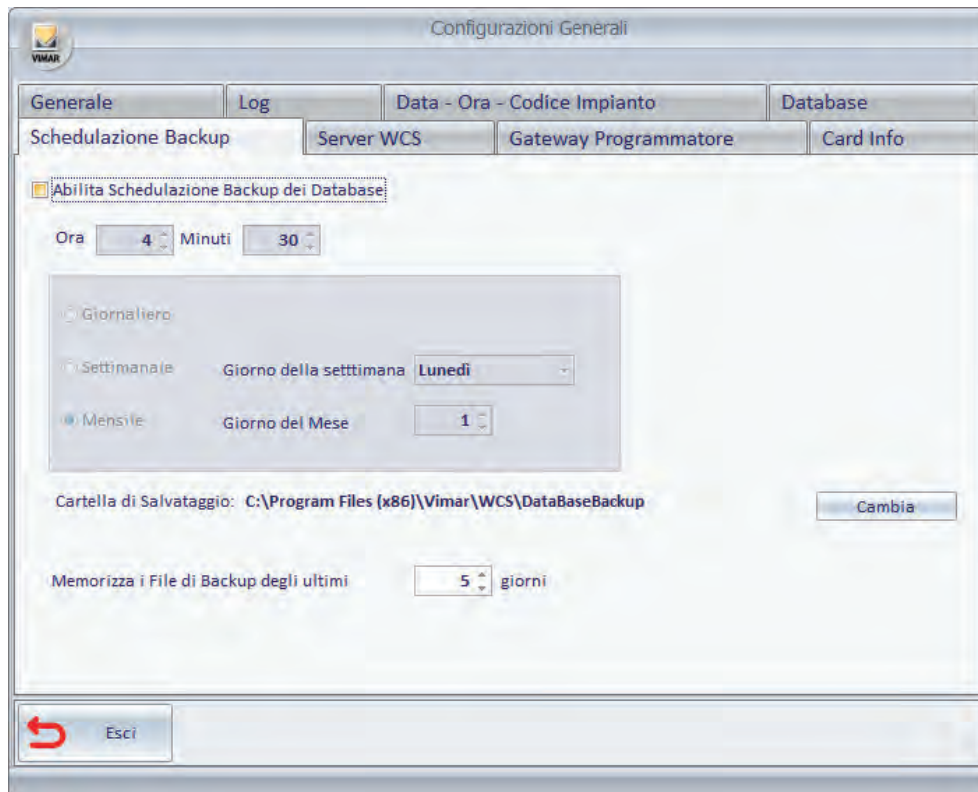 Configurazioni Generali
VIMAR
Generale Log Data - Ora - Codice Impianto Database
Schedulazione Backup Server WCS Gateway Programmatore Card Info
Abilita Schedulazione Backup dei Database
Ora 4 Minuti 30
Giornaliero
Settimanale Giorno della setttimana Lunedì
Mensile Giorno del Mese 1
Cartella di Salvataggio: C:\Program Files (x86)\Vimar\WCS\DataBaseBackup Cambia
Memorizza i File di Backup degli ultimi 5 giorni
Esci